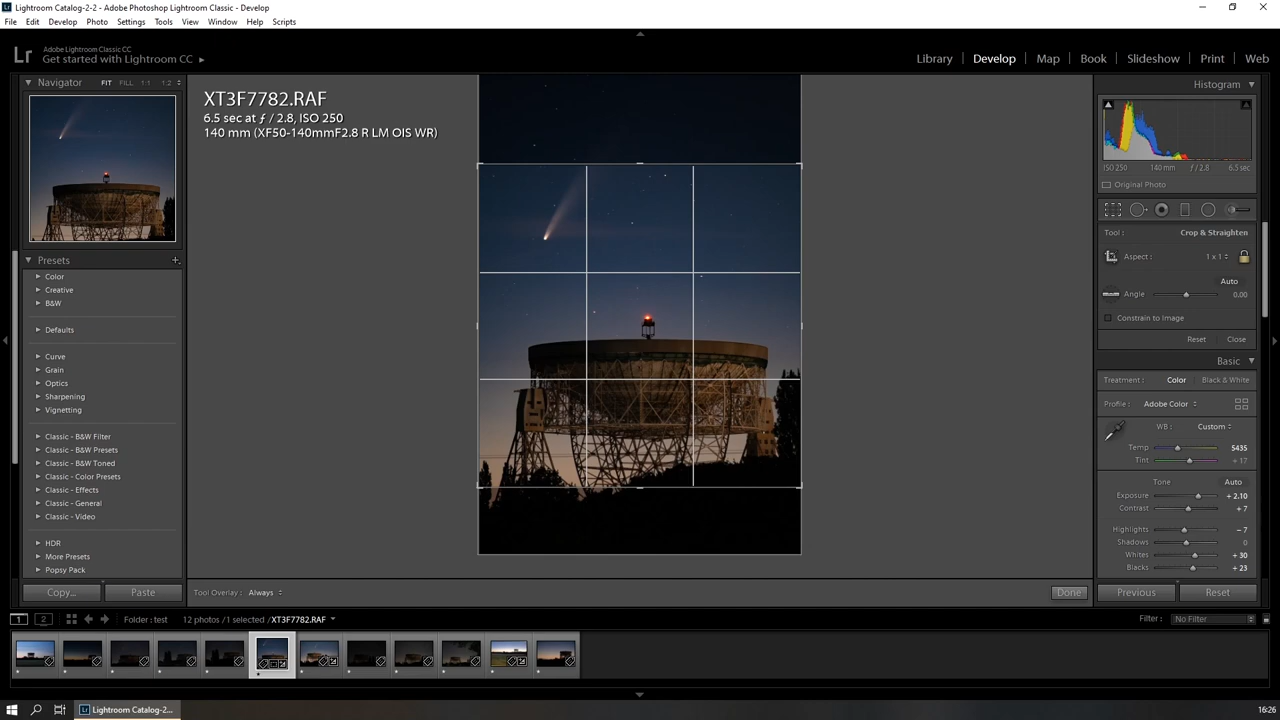 Lightroom Catalog-2-2 - Adobe Photoshop Lightroom Classic - Develop
File Edit Develop Photo Settings Tools View Window Help Scripts
Lr
Adobe Lightroom Classic CC
Get started with Lightroom CC
Library Develop Map Book Slideshow Print Web
Navigator FIT FILL 1:1 1:2
Presets
Color
Creative
B&W
Defaults
Curve
Grain
Optics
Sharpening
Vignetting
Classic - B&W Filter
Classic - B&W Presets
Classic - B&W Toned
Classic - Color Presets
Classic - Effects
Classic - General
Classic - Video
HDR
More Presets
Popsy Pack
Copy... Paste
XT3F7782.RAF
6.5 sec at ƒ / 2.8, ISO 250
140 mm (XF50-140mmF2.8 R LM OIS WR)
Tool Overlay: Always
Done
Histogram
ISO 250 140 mm ƒ / 2.8 6.5 sec
Original Photo
Tool: Crop & Straighten
Aspect: 1 x 1
Auto
Angle 0.00
Constrain to Image
Reset Close
Basic
Treatment: Color Black & White
Profile: Adobe Color
WB: Custom
Temp 5435
Tint + 17
Tone Auto
Exposure + 2.10
Contrast + 7
Highlights − 7
Shadows 0
Whites + 30
Blacks + 23
Previous Reset
1 2 Folder : test 12 photos / 1 selected / XT3F7782.RAF Filter : No Filter
Lr Lightroom Catalog-2... 16:26